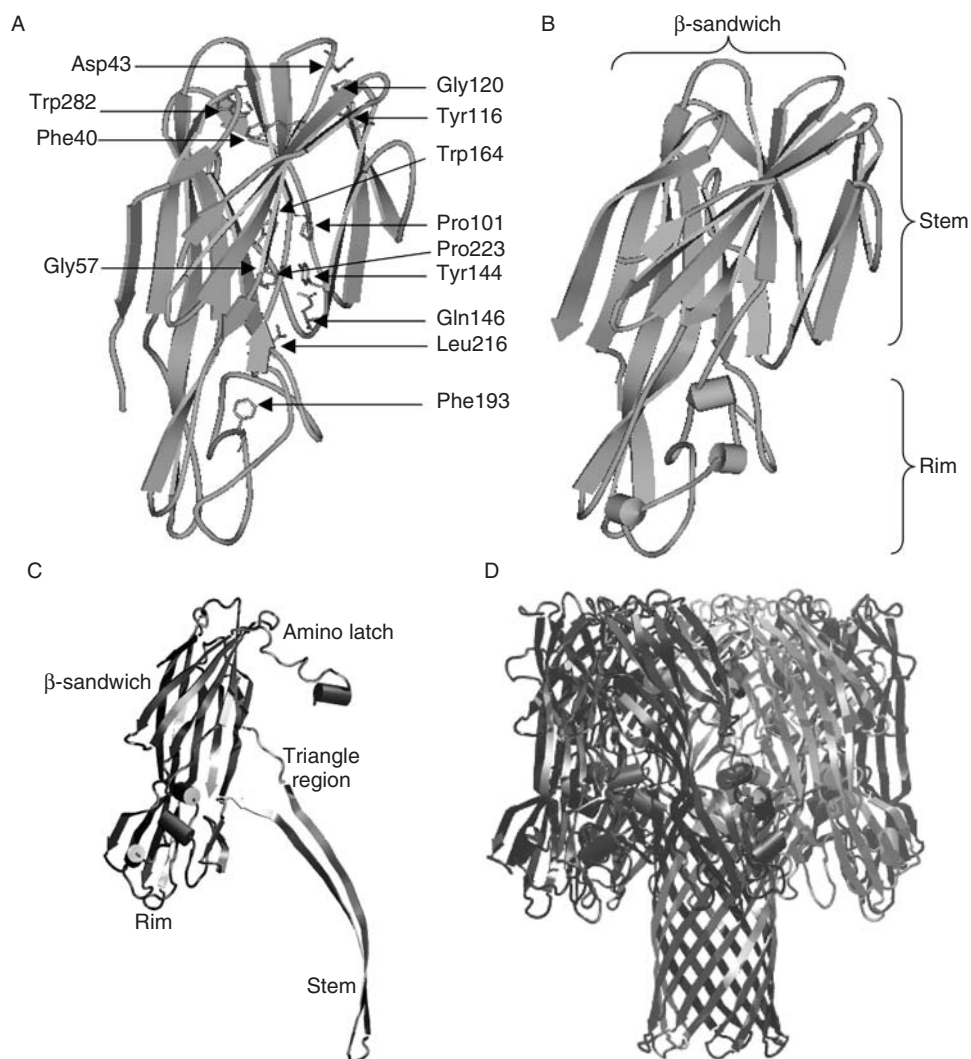 A
Asp43
Trp282
Phe40
Gly57
Gly120
Tyr116
Trp164
Pro101
Pro223
Tyr144
Gln146
Leu216
Phe193
B
β-sandwich
Stem
Rim
C
Amino latch
β-sandwich
Triangle
region
Rim
Stem
D